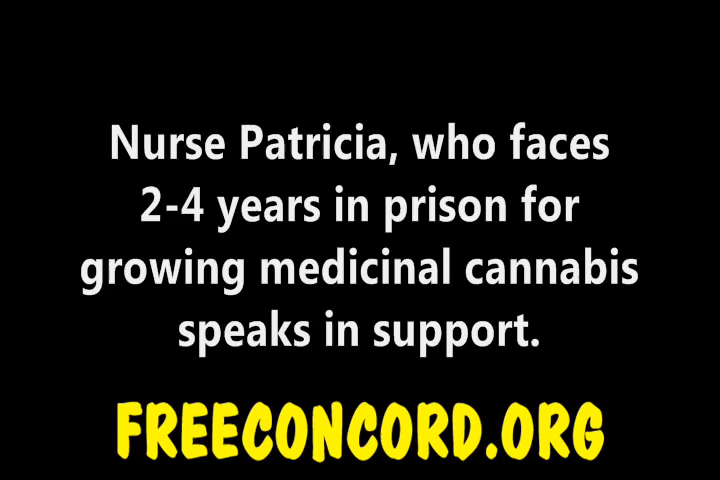 Nurse Patricia, who faces
2-4 years in prison for
growing medicinal cannabis
speaks in support.
FREECONCORD.ORG